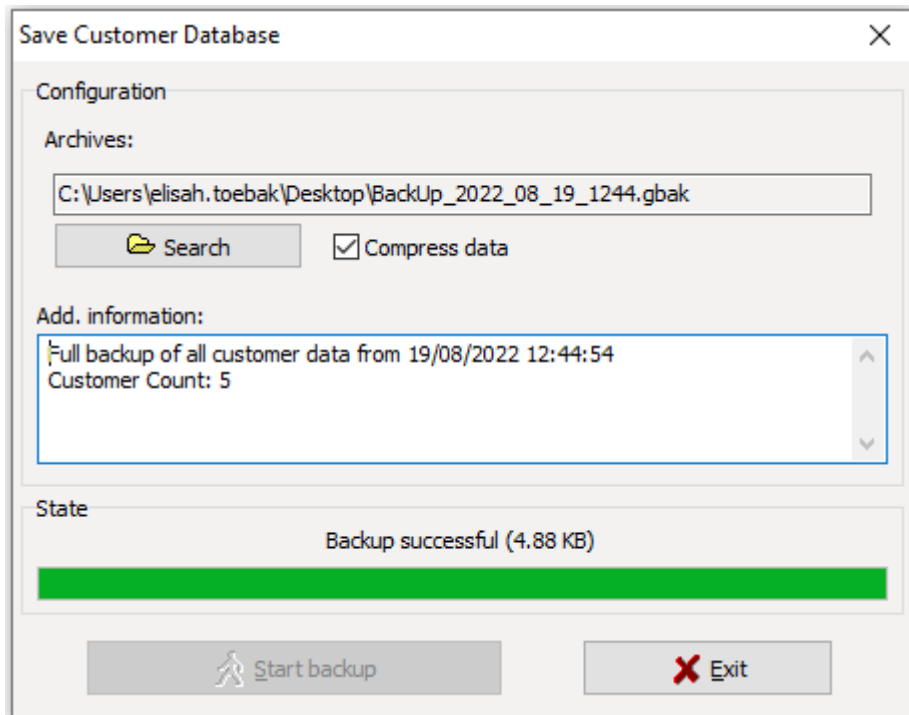 Save Customer Database
Configuration
Archives:
C:\Users\elisah.toebak\Desktop\BackUp_2022_08_19_1244.gbak
Search
Compress data
Add. information:
Full backup of all customer data from 19/08/2022 12:44:54
Customer Count: 5
State
Backup successful (4.88 KB)
Start backup
Exit